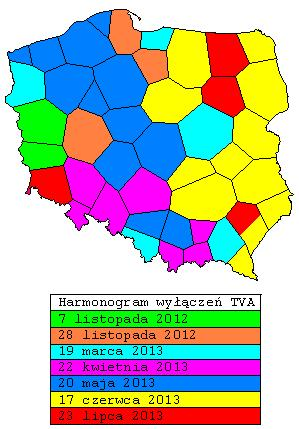 Harmonogram wyłączeń TVA
7 listopada 2012
28 listopada 2012
19 marca 2013
22 kwietnia 2013
20 maja 2013
17 czerwca 2013
23 lipca 2013